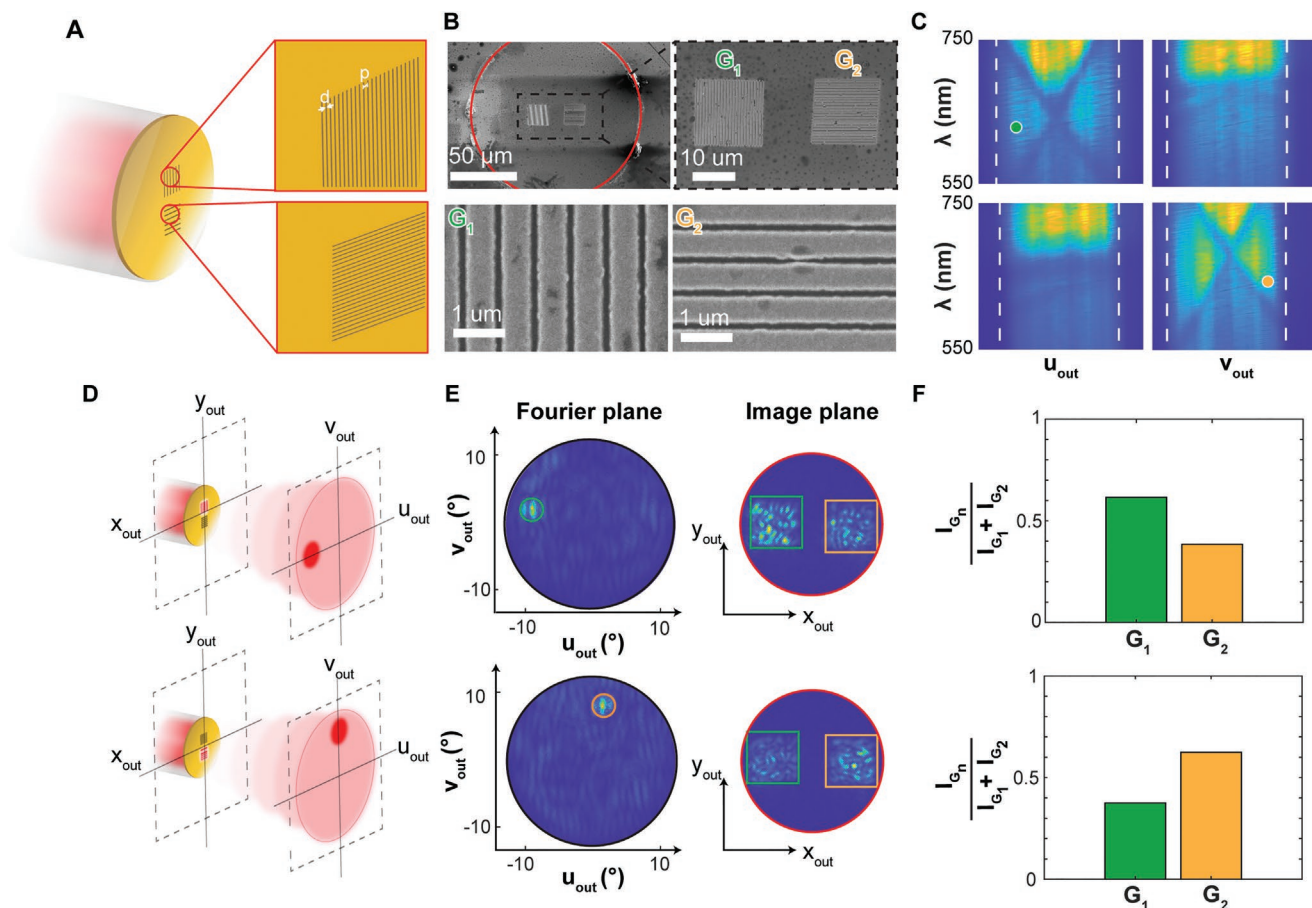 A
p
d
B
50 µm
G1
G2
10 um
G1
1 um
G2
1 um
C
750
λ (nm)
550
750
λ (nm)
550
uout
vout
D
yout
vout
xout
uout
yout
vout
xout
uout
E
Fourier plane
Image plane
10
vout (°)
-10
-10
10
uout (°)
yout
xout
10
vout (°)
-10
-10
10
uout (°)
yout
xout
F
1
IGn
IG1 + IG2
0.5
0
G1
G2
1
IGn
IG1 + IG2
0.5
0
G1
G2